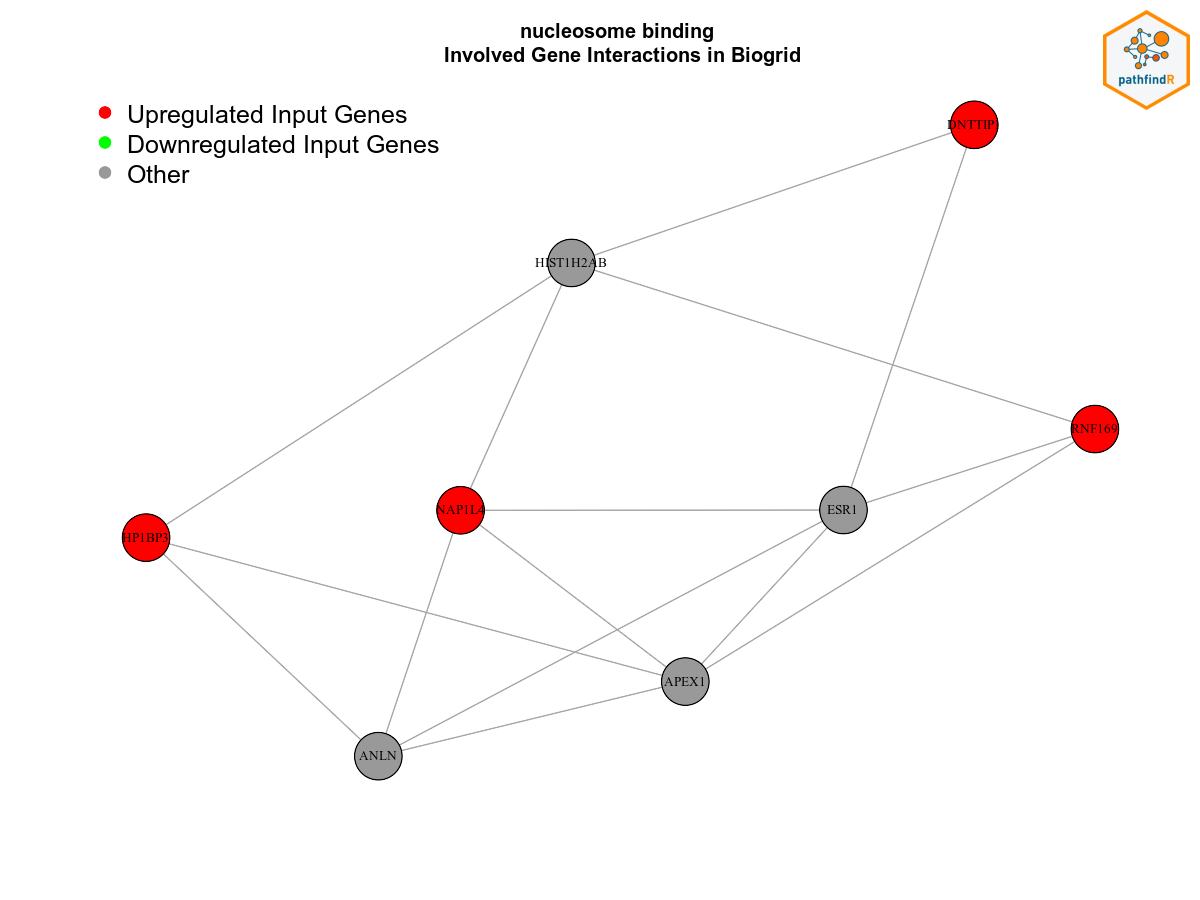 nucleosome binding
Involved Gene Interactions in Biogrid
pathfindR
Upregulated Input Genes
Downregulated Input Genes
Other
DNTTIP
HIST1H2AB
RNF169
NAP1L4
ESR1
HP1BP3
APEX1
ANLN